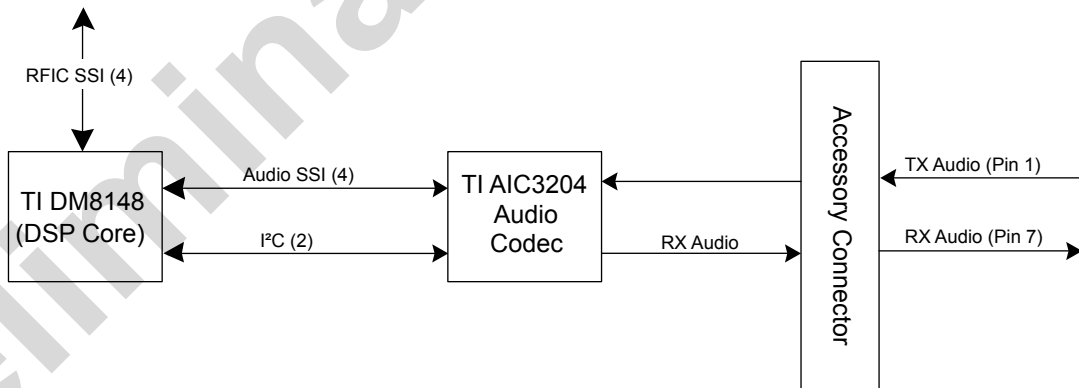 RFIC SSI (4)
TI DM8148
(DSP Core)
Audio SSI (4)
I²C (2)
TI AIC3204
Audio
Codec
RX Audio
Accessory Connector
TX Audio (Pin 1)
RX Audio (Pin 7)
elimina